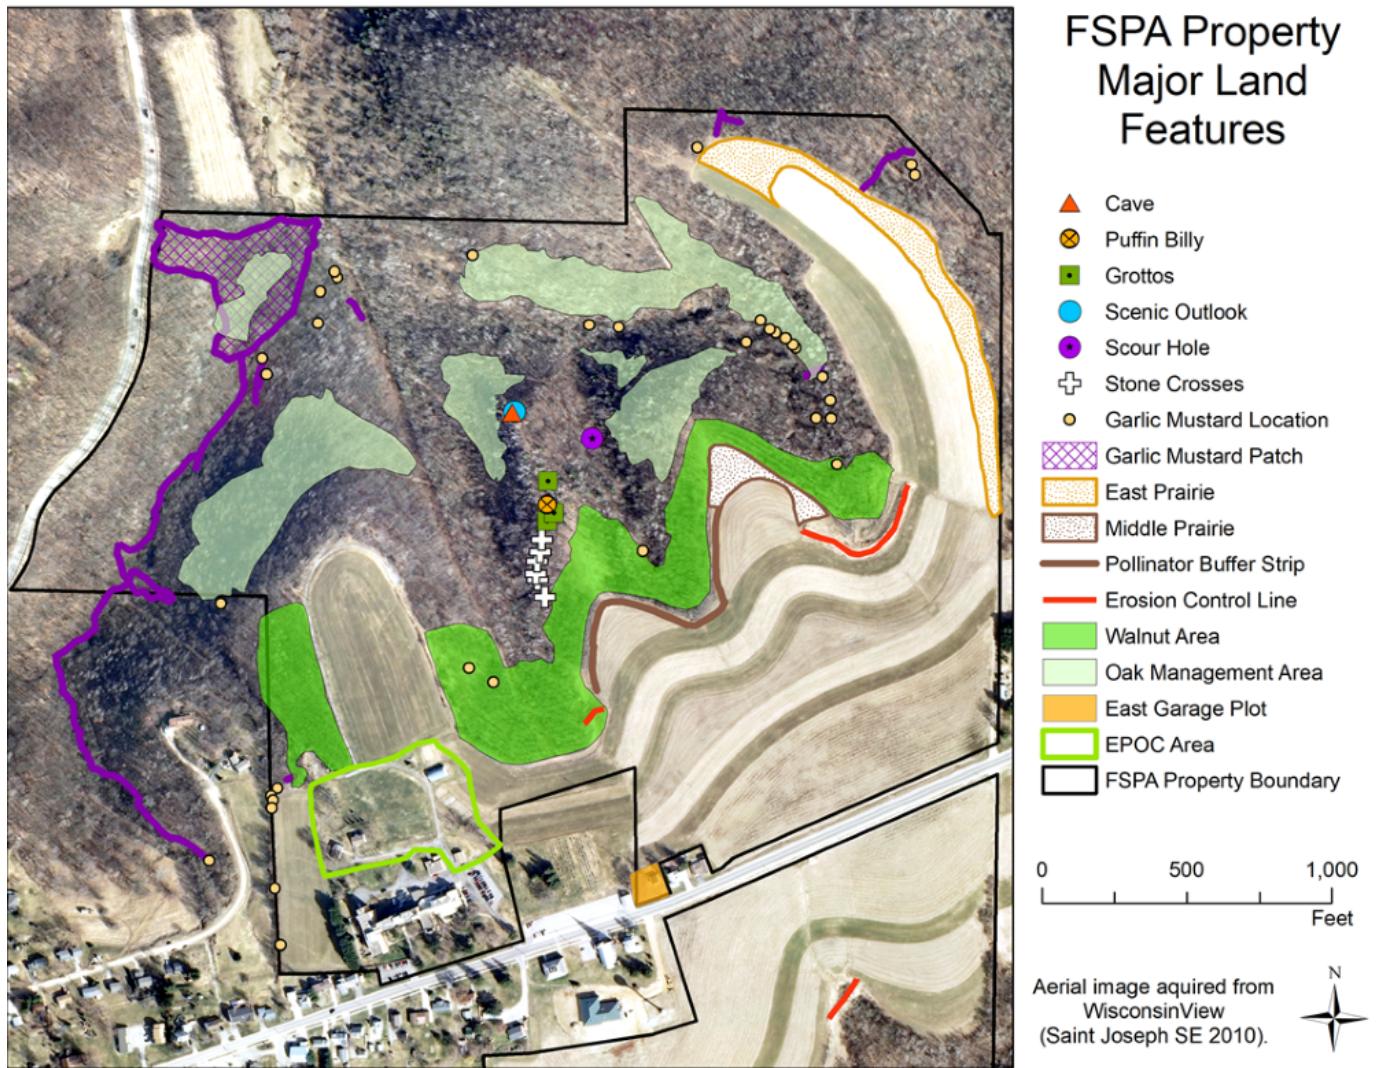 FSPA Property
Major Land
Features
Cave
Puffin Billy
Grottos
Scenic Outlook
Scour Hole
Stone Crosses
Garlic Mustard Location
Garlic Mustard Patch
East Prairie
Middle Prairie
Pollinator Buffer Strip
Erosion Control Line
Walnut Area
Oak Management Area
East Garage Plot
EPOC Area
FSPA Property Boundary
0 500 1,000
Feet
N
Aerial image aquired from
WisconsinView
(Saint Joseph SE 2010).